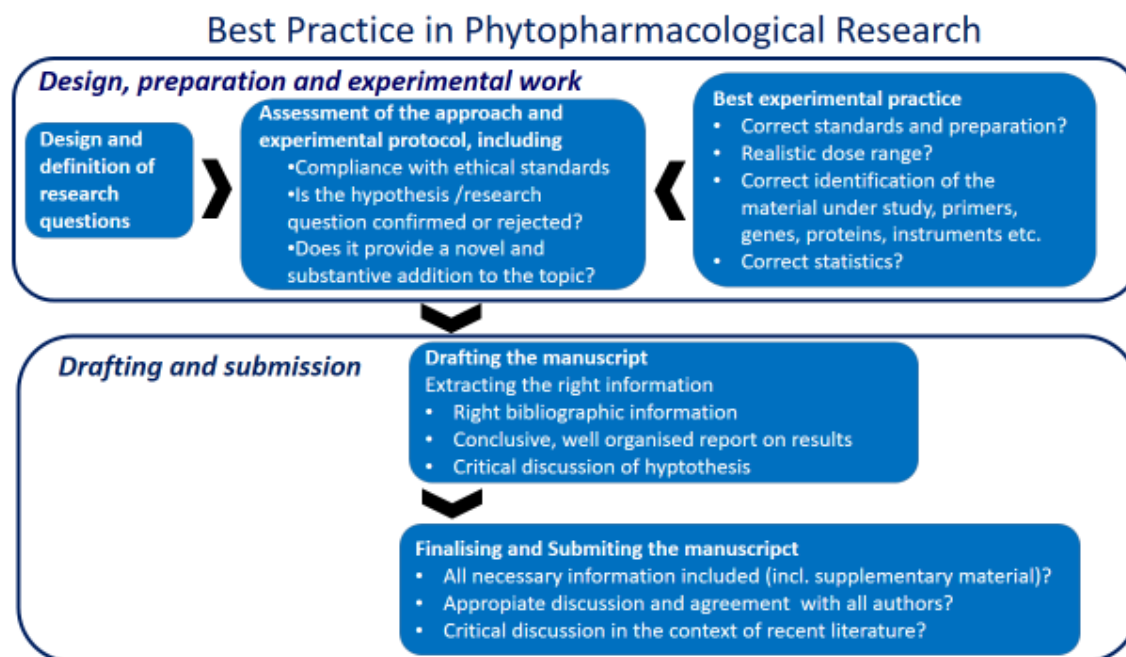 Best Practice in Phytopharmacological Research
Design, preparation and experimental work
Design and
definition of
research
questions
Assessment of the approach and
experimental protocol, including
•Compliance with ethical standards
•Is the hypothesis /research
question confirmed or rejected?
•Does it provide a novel and
substantive addition to the topic?
Best experimental practice
• Correct standards and preparation?
• Realistic dose range?
• Correct identification of the
material under study, primers,
genes, proteins, instruments etc.
• Correct statistics?
Drafting and submission
Drafting the manuscript
Extracting the right information
• Right bibliographic information
• Conclusive, well organised report on results
• Critical discussion of hyptothesis
Finalising and Submiting the manuscripct
• All necessary information included (incl. supplementary material)?
• Appropiate discussion and agreement with all authors?
• Critical discussion in the context of recent literature?